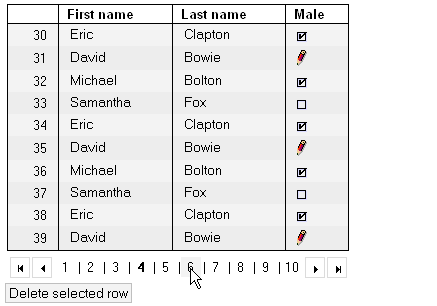 First name Last name Male
30 Eric Clapton
31 David Bowie
32 Michael Bolton
33 Samantha Fox
34 Eric Clapton
35 David Bowie
36 Michael Bolton
37 Samantha Fox
38 Eric Clapton
39 David Bowie
1 | 2 | 3 | 4 | 5 | 6 | 7 | 8 | 9 | 10
Delete selected row